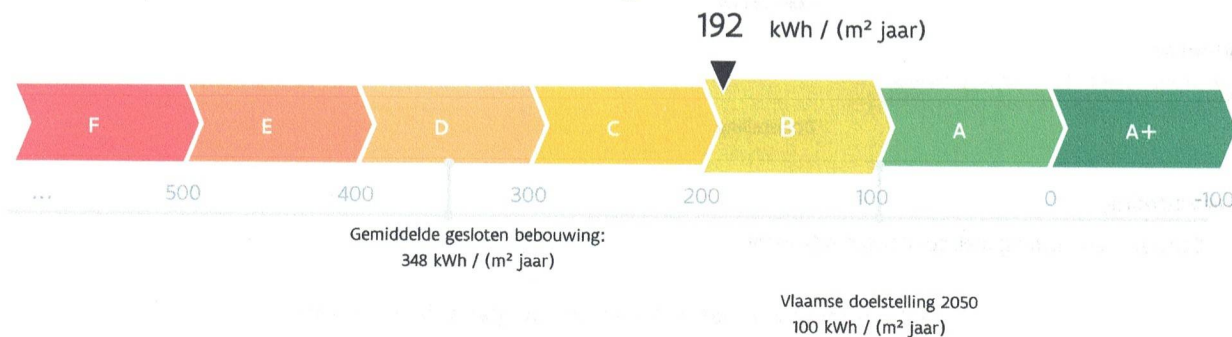 192 kWh / (m² jaar)
F E D C B A A+
... 500 400 300 200 100 0 -100
Gemiddelde gesloten bebouwing:
348 kWh / (m² jaar)
Vlaamse doelstelling 2050
100 kWh / (m² jaar)